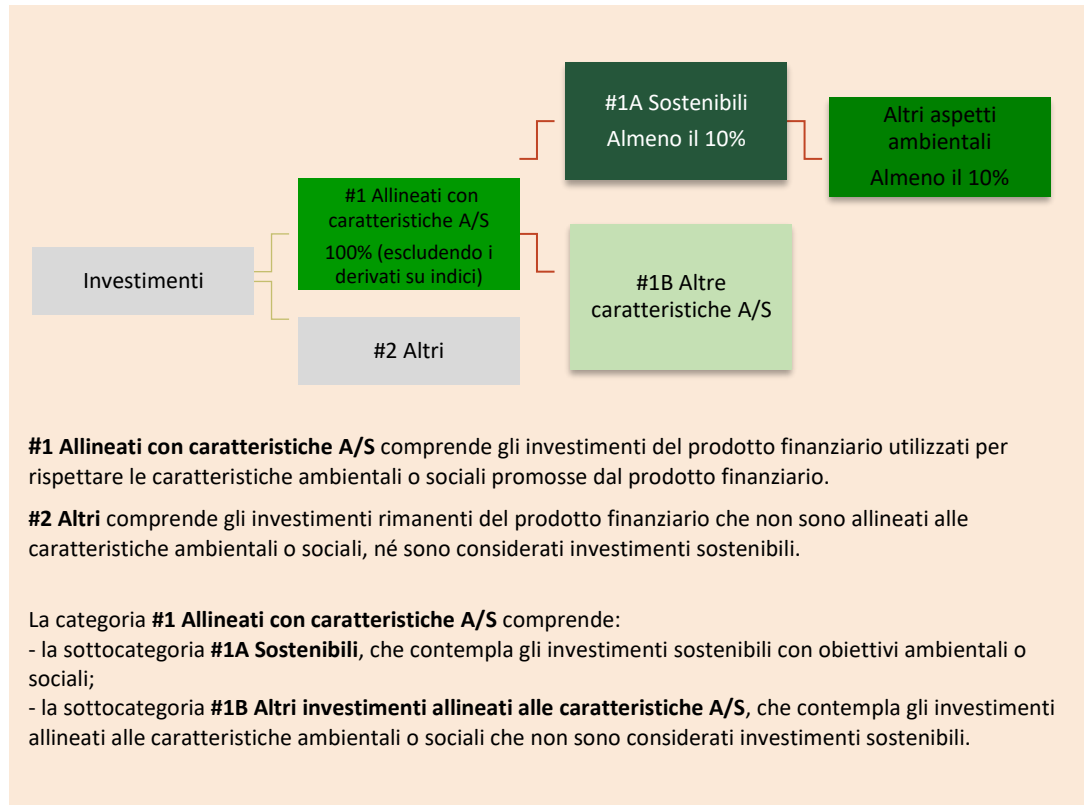 #1A Sostenibili
Almeno il 10%
Altri aspetti
ambientali
Almeno il 10%
#1 Allineati con
caratteristiche A/S
100% (escludendo i
derivati su indici)
Investimenti
#1B Altre
caratteristiche A/S
#2 Altri
#1 Allineati con caratteristiche A/S comprende gli investimenti del prodotto finanziario utilizzati per
rispettare le caratteristiche ambientali o sociali promosse dal prodotto finanziario.
#2 Altri comprende gli investimenti rimanenti del prodotto finanziario che non sono allineati alle
caratteristiche ambientali o sociali, né sono considerati investimenti sostenibili.
La categoria #1 Allineati con caratteristiche A/S comprende:
- la sottocategoria #1A Sostenibili, che contempla gli investimenti sostenibili con obiettivi ambientali o
sociali;
- la sottocategoria #1B Altri investimenti allineati alle caratteristiche A/S, che contempla gli investimenti
allineati alle caratteristiche ambientali o sociali che non sono considerati investimenti sostenibili.